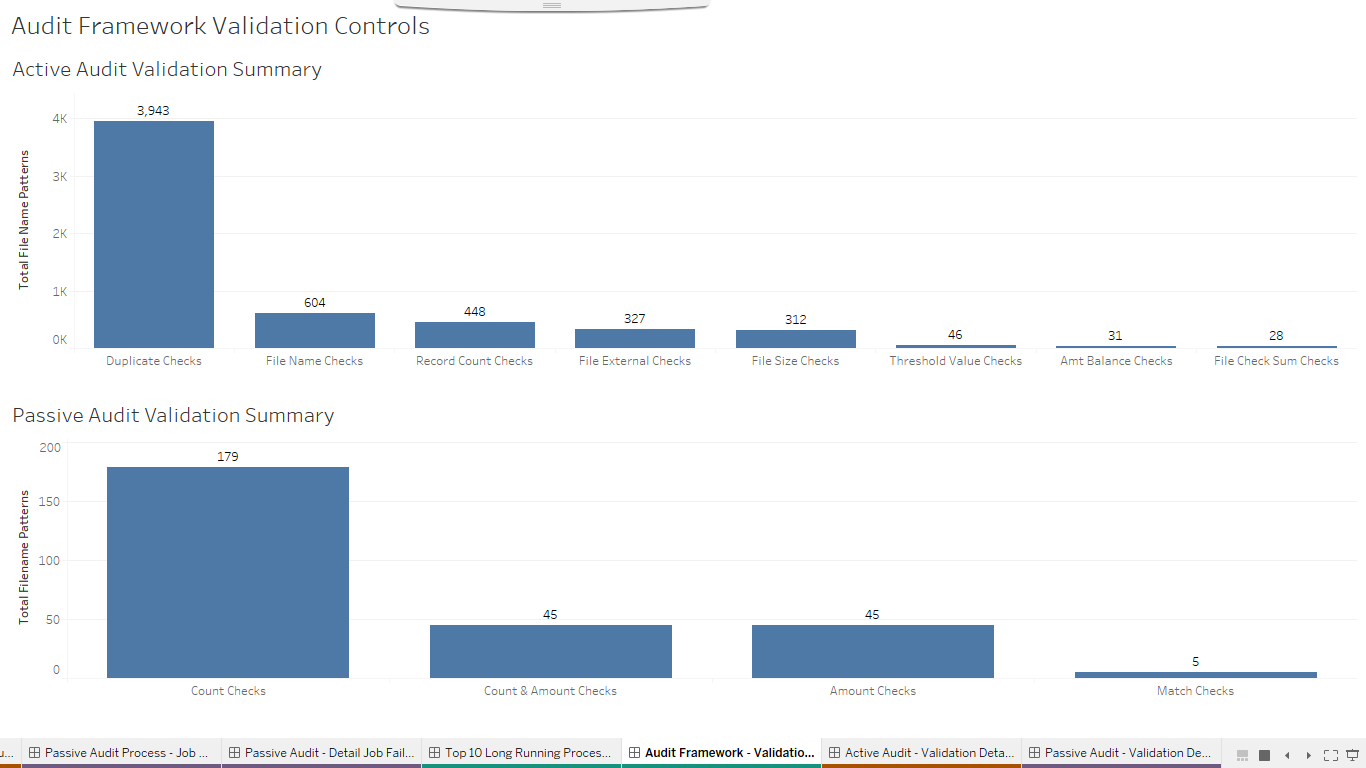 Audit Framework Validation Controls
Active Audit Validation Summary
Total File Name Patterns
4K
3K
2K
1K
0K
3,943
604
448
327
312
46
31
28
Duplicate Checks
File Name Checks
Record Count Checks
File External Checks
File Size Checks
Threshold Value Checks
Amt Balance Checks
File Check Sum Checks
Passive Audit Validation Summary
Total Filename Patterns
200
150
100
50
0
179
45
45
5
Count Checks
Count & Amount Checks
Amount Checks
Match Checks
u...
Passive Audit Process - Job ...
Passive Audit - Detail Job Fail...
Top 10 Long Running Proces...
Audit Framework - Validatio...
Active Audit - Validation Deta...
Passive Audit - Validation De...